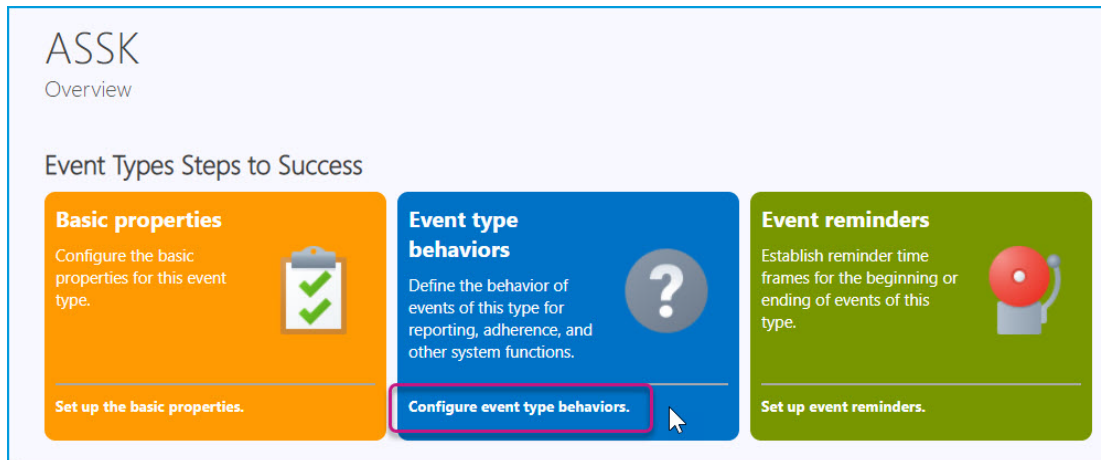 ASSK
Overview
Event Types Steps to Success
Basic properties
Configure the basic
properties for this event
type.
Set up the basic properties.
Event type
behaviors
Define the behavior of
events of this type for
reporting, adherence, and
other system functions.
Configure event type behaviors.
Event reminders
Establish reminder time
frames for the beginning or
ending of events of this
type.
Set up event reminders.